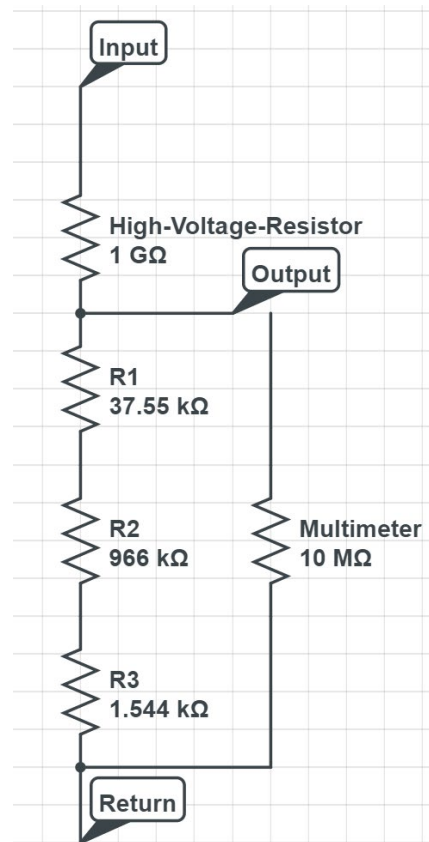 Input
High-Voltage-Resistor
1 GΩ
Output
R1
37.55 kΩ
R2
966 kΩ
Multimeter
10 MΩ
R3
1.544 kΩ
Return